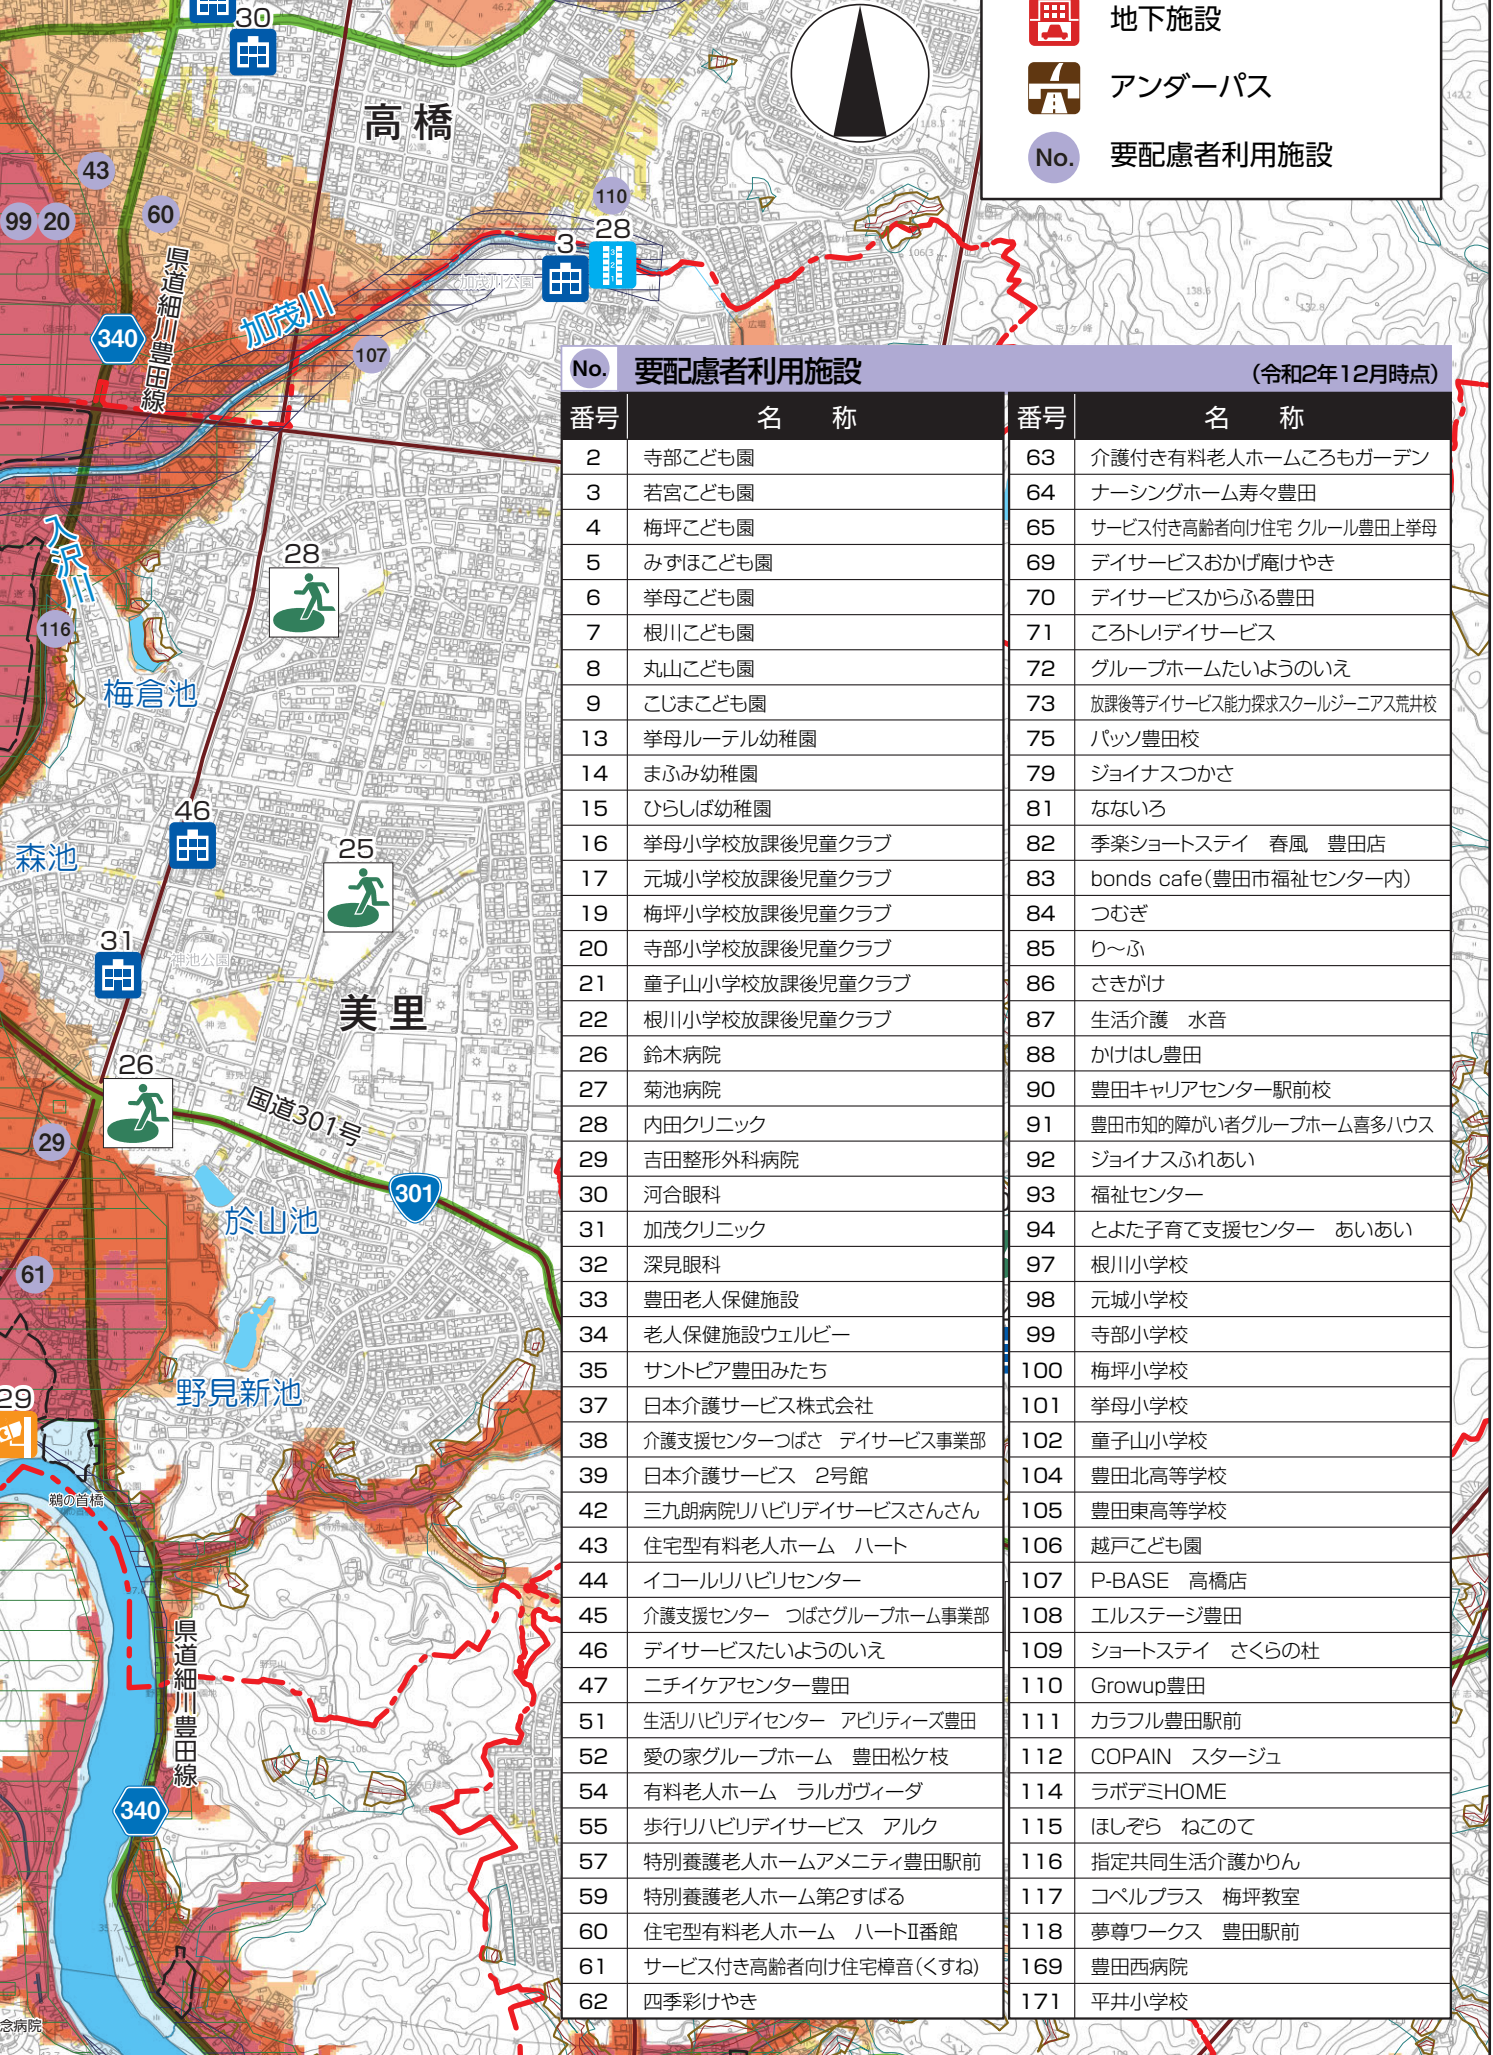 地下施設
アンダーパス
No. 要配慮者利用施設
30
高橋
43
99 20
60
110
28
3
県道細川豊田線
加茂川
加茂川公園
340
107
入沢川
28
116
梅倉池
46
25
森池
31
神池公園
神池
美里
26
国道301号
29
301
於山池
61
野見新池
29
鵜の首橋
県道細川豊田線
340
念病院
No. 要配慮者利用施設 (令和2年12月時点)
番号 名称 番号 名称
2 寺部こども園 63 介護付き有料老人ホームころもガーデン
3 若宮こども園 64 ナーシングホーム寿々豊田
4 梅坪こども園 65 サービス付き高齢者向け住宅 クルール豊田上挙母
5 みずほこども園 69 デイサービスおかげ庵けやき
6 挙母こども園 70 デイサービスからふる豊田
7 根川こども園 71 ころトレ!デイサービス
8 丸山こども園 72 グループホームたいようのいえ
9 こじまこども園 73 放課後等デイサービス能力探求スクールジーニアス荒井校
13 挙母ルーテル幼稚園 75 パッソ豊田校
14 まふみ幼稚園 79 ジョイナスつかさ
15 ひらしば幼稚園 81 なないろ
16 挙母小学校放課後児童クラブ 82 季楽ショートステイ 春風 豊田店
17 元城小学校放課後児童クラブ 83 bonds cafe(豊田市福祉センター内)
19 梅坪小学校放課後児童クラブ 84 つむぎ
20 寺部小学校放課後児童クラブ 85 り〜ふ
21 童子山小学校放課後児童クラブ 86 さきがけ
22 根川小学校放課後児童クラブ 87 生活介護 水音
26 鈴木病院 88 かけはし豊田
27 菊池病院 90 豊田キャリアセンター駅前校
28 内田クリニック 91 豊田市知的障がい者グループホーム喜多ハウス
29 吉田整形外科病院 92 ジョイナスふれあい
30 河合眼科 93 福祉センター
31 加茂クリニック 94 とよた子育て支援センター あいあい
32 深見眼科 97 根川小学校
33 豊田老人保健施設 98 元城小学校
34 老人保健施設ウェルビー 99 寺部小学校
35 サントピア豊田みたち 100 梅坪小学校
37 日本介護サービス株式会社 101 挙母小学校
38 介護支援センターつばさ デイサービス事業部 102 童子山小学校
39 日本介護サービス 2号館 104 豊田北高等学校
42 三九朗病院リハビリデイサービスさんさん 105 豊田東高等学校
43 住宅型有料老人ホーム ハート 106 越戸こども園
44 イコールリハビリセンター 107 P-BASE 高橋店
45 介護支援センター つばさグループホーム事業部 108 エルステージ豊田
46 デイサービスたいようのいえ 109 ショートステイ さくらの杜
47 ニチイケアセンター豊田 110 Growup豊田
51 生活リハビリデイセンター アビリティーズ豊田 111 カラフル豊田駅前
52 愛の家グループホーム 豊田松ケ枝 112 COPAIN スタージュ
54 有料老人ホーム ラルガヴィーダ 114 ラボデミHOME
55 歩行リハビリデイサービス アルク 115 ほしぞら ねこのて
57 特別養護老人ホームアメニティ豊田駅前 116 指定共同生活介護かりん
59 特別養護老人ホーム第2すばる 117 コペルプラス 梅坪教室
60 住宅型有料老人ホーム ハートⅡ番館 118 夢尊ワークス 豊田駅前
61 サービス付き高齢者向け住宅樟音(くすね) 169 豊田西病院
62 四季彩けやき 171 平井小学校